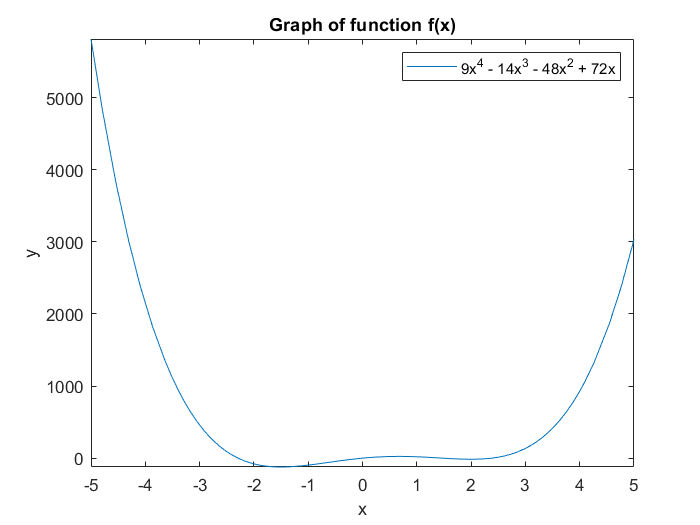 Graph of function f(x)
9x⁴ - 14x³ - 48x² + 72x
5000
4000
3000
2000
1000
0
y
-5 -4 -3 -2 -1 0 1 2 3 4 5
x